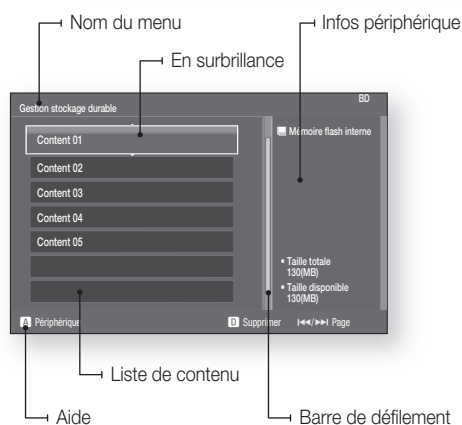 Nom du menu
Infos périphérique
En surbrillance
BD
Gestion stockage durable
Mémoire flash interne
Content 01
Content 02
Content 03
Content 04
Content 05
• Taille totale
130(MB)
• Taille disponible
130(MB)
A Périphérique
D Supprimer
Page
Liste de contenu
Aide
Barre de défilement